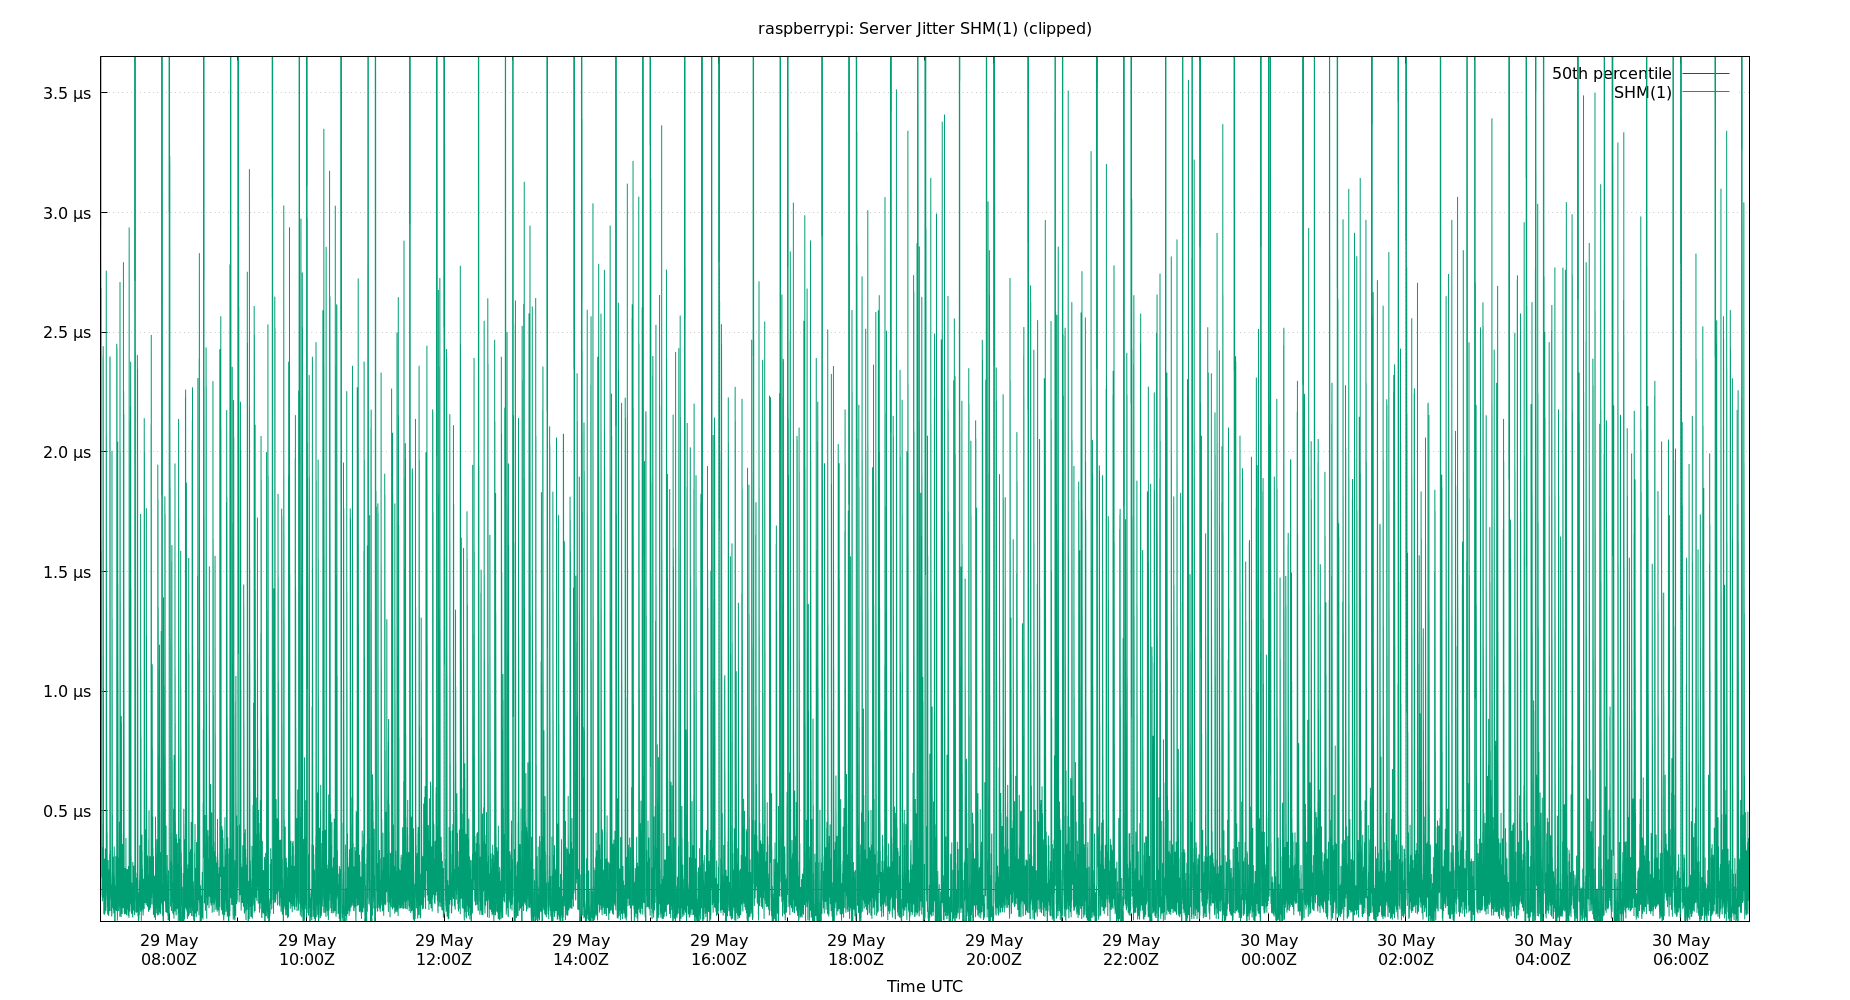 raspberrypi: Server Jitter SHM(1) (clipped)
50th percentile
SHM(1)
3.5 µs
3.0 µs
2.5 µs
2.0 µs
1.5 µs
1.0 µs
0.5 µs
29 May 29 May 29 May 29 May 29 May 29 May 29 May 29 May 30 May 30 May 30 May 30 May
08:00Z 10:00Z 12:00Z 14:00Z 16:00Z 18:00Z 20:00Z 22:00Z 00:00Z 02:00Z 04:00Z 06:00Z
Time UTC